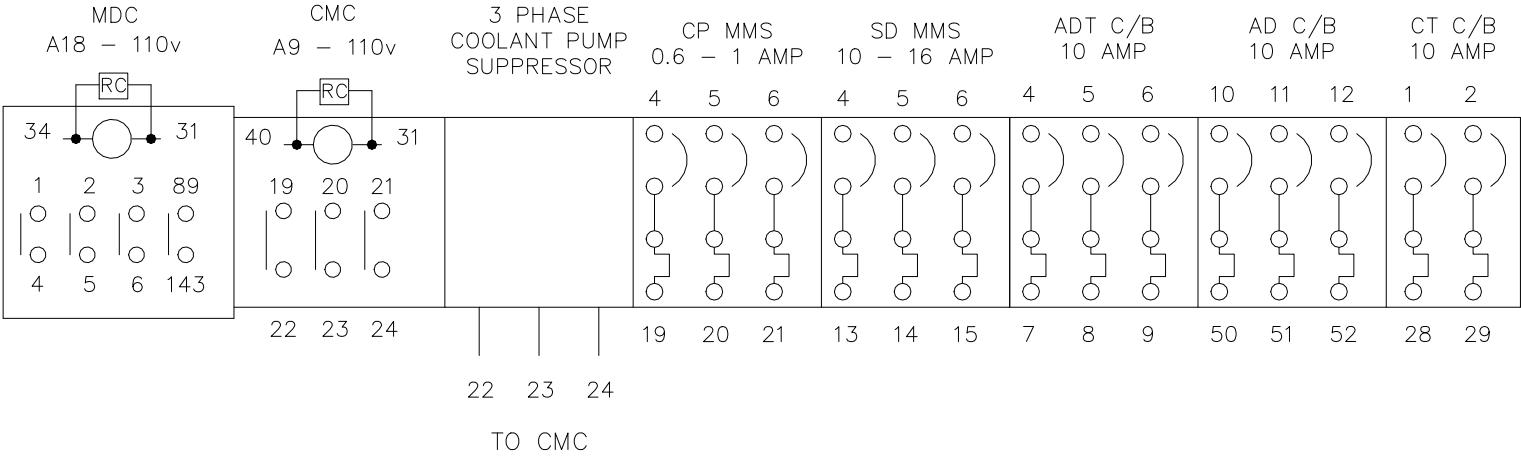 MDC
A18 - 110v
RC
34
31
1 2 3 89
4 5 6 143
CMC
A9 - 110v
RC
40
31
19 20 21
22 23 24
3 PHASE
COOLANT PUMP
SUPPRESSOR
22 23 24
TO CMC
CP MMS
0.6 - 1 AMP
4 5 6
19 20 21
SD MMS
10 - 16 AMP
4 5 6
13 14 15
ADT C/B
10 AMP
4 5 6
7 8 9
AD C/B
10 AMP
10 11 12
50 51 52
CT C/B
10 AMP
1 2
28 29